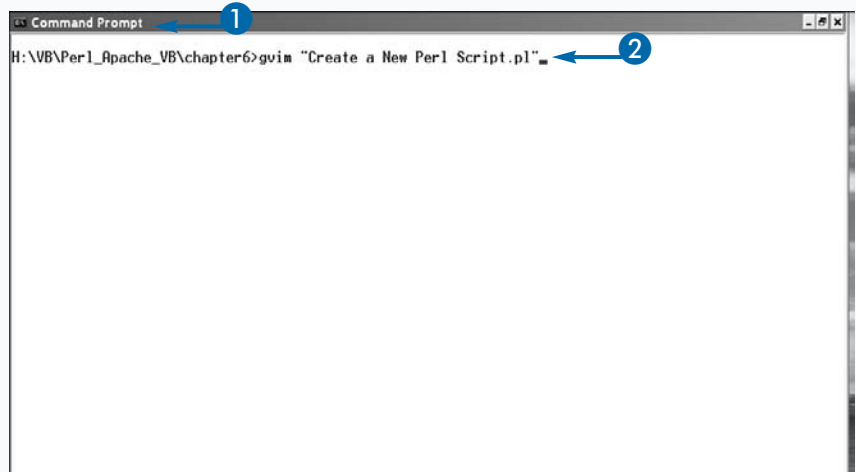 Command Prompt
1
H:\VB\Perl_Apache_VB\chapter6>gvim "Create a New Perl Script.pl"
2